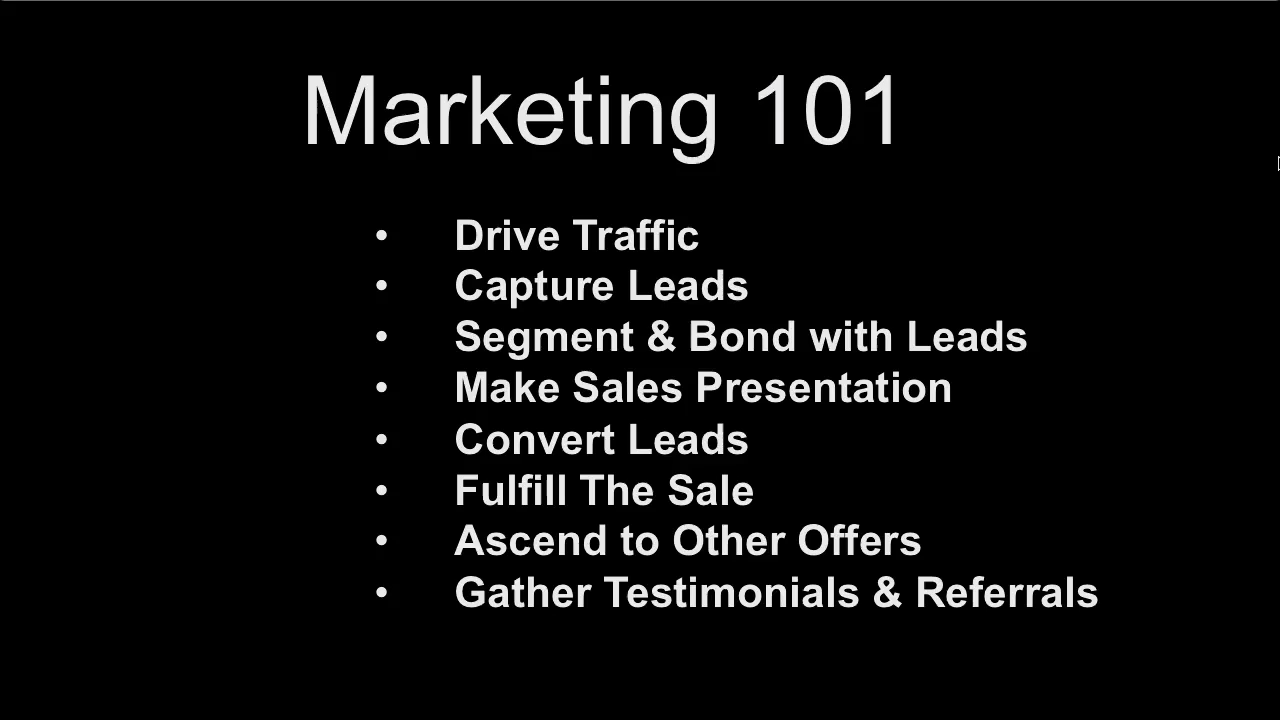 Marketing 101
• Drive Traffic
• Capture Leads
• Segment & Bond with Leads
• Make Sales Presentation
• Convert Leads
• Fulfill The Sale
• Ascend to Other Offers
• Gather Testimonials & Referrals